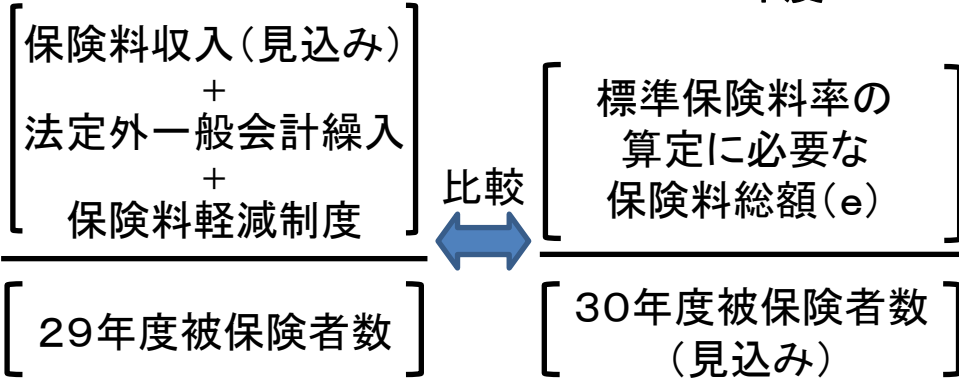 保険料収入（見込み）
＋
法定外一般会計繰入
＋
保険料軽減制度
29年度被保険者数
比較
標準保険料率の
算定に必要な
保険料総額（e）
30年度被保険者数
（見込み）